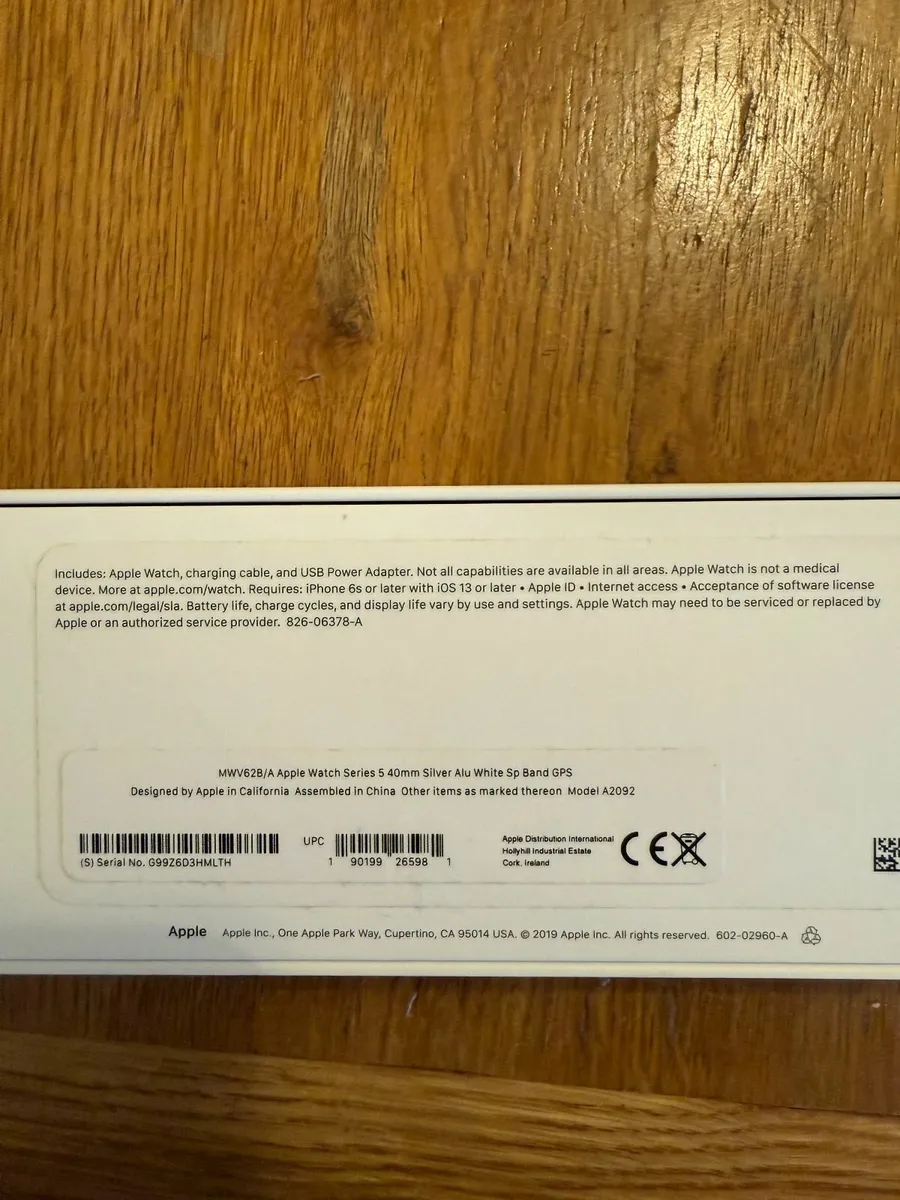 Includes: Apple Watch, charging cable, and USB Power Adapter. Not all capabilities are available in all areas. Apple Watch is not a medical
device. More at apple.com/watch. Requires: iPhone 6s or later with iOS 13 or later • Apple ID • Internet access • Acceptance of software license
at apple.com/legal/sla. Battery life, charge cycles, and display life vary by use and settings. Apple Watch may need to be serviced or replaced by
Apple or an authorized service provider. 826-06378-A
MWV62B/A Apple Watch Series 5 40mm Silver Alu White Sp Band GPS
Designed by Apple in California Assembled in China Other items as marked thereon Model A2092
(S) Serial No. G99Z6D3HMLTH
UPC
1 90199 26598 1
Apple Distribution International
Hollyhill Industrial Estate
Cork, Ireland
CE
Apple Apple Inc., One Apple Park Way, Cupertino, CA 95014 USA. © 2019 Apple Inc. All rights reserved. 602-02960-A